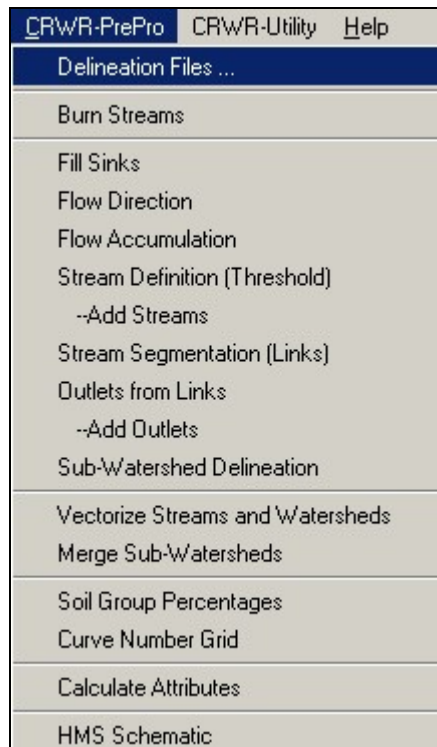 CRWR-PrePro CRWR-Utility Help
Delineation Files ...
Burn Streams
Fill Sinks
Flow Direction
Flow Accumulation
Stream Definition (Threshold)
--Add Streams
Stream Segmentation (Links)
Outlets from Links
--Add Outlets
Sub-Watershed Delineation
Vectorize Streams and Watersheds
Merge Sub-Watersheds
Soil Group Percentages
Curve Number Grid
Calculate Attributes
HMS Schematic